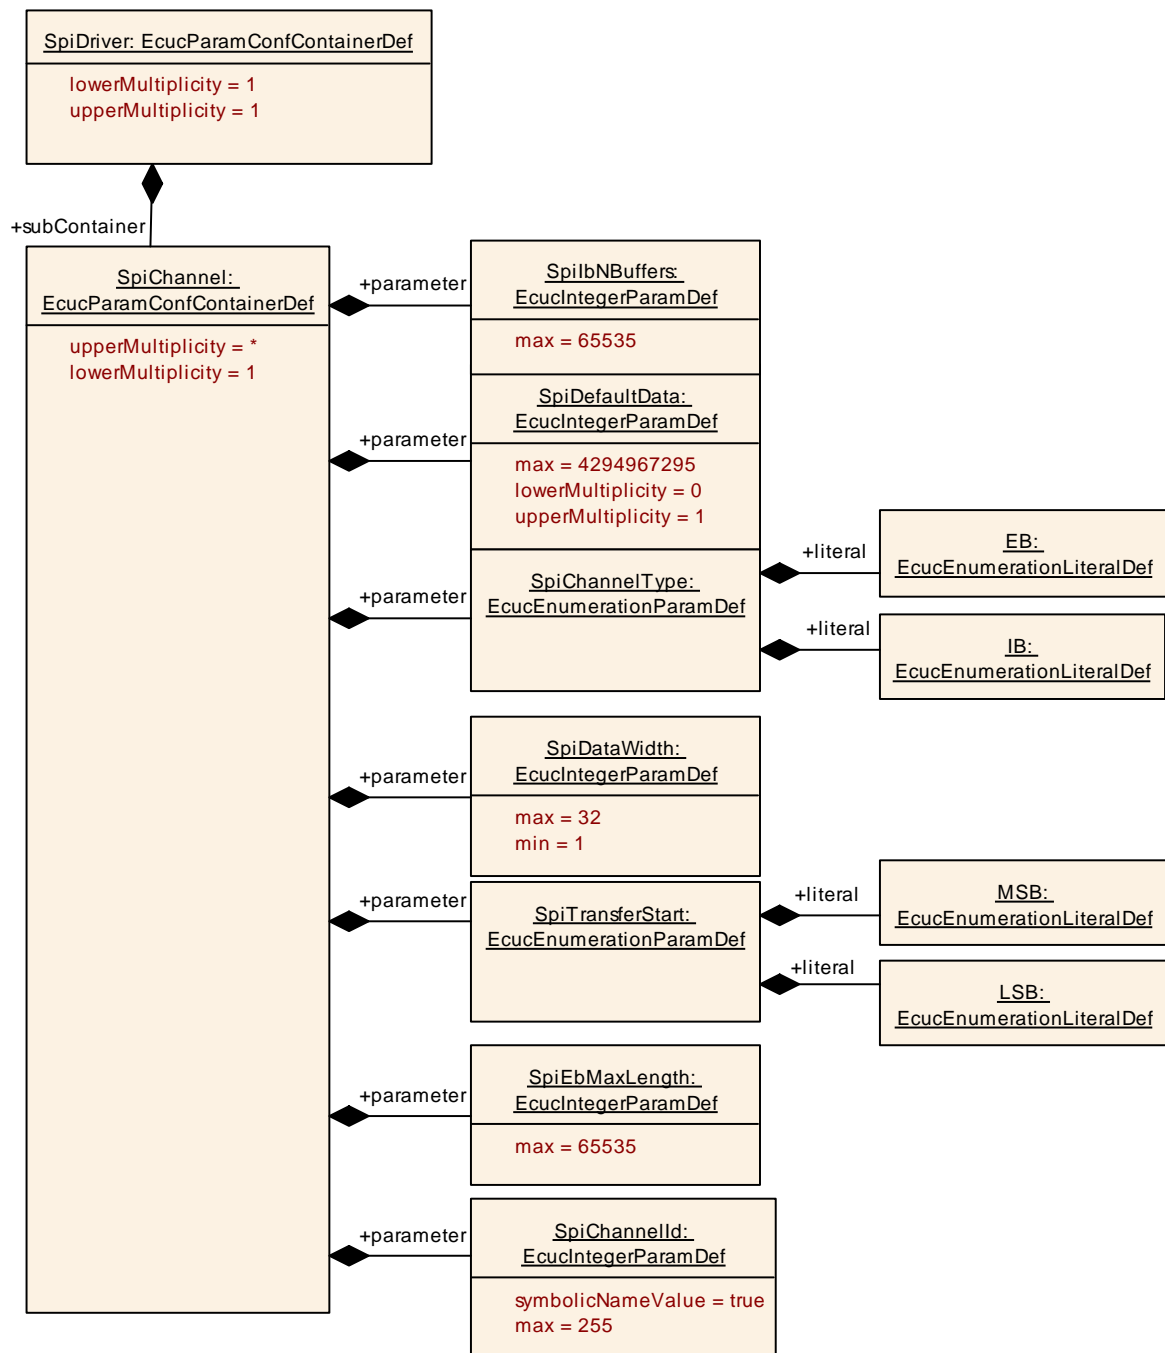 SpiDriver: EcucParamConfContainerDef
lowerMultiplicity = 1
upperMultiplicity = 1
+subContainer
SpiChannel:
EcucParamConfContainerDef
upperMultiplicity = *
lowerMultiplicity = 1
+parameter
SpiIbNBuffers:
EcucIntegerParamDef
max = 65535
+parameter
SpiDefaultData:
EcucIntegerParamDef
max = 4294967295
lowerMultiplicity = 0
upperMultiplicity = 1
+parameter
SpiChannelType:
EcucEnumerationParamDef
+literal
EB:
EcucEnumerationLiteralDef
+literal
IB:
EcucEnumerationLiteralDef
+parameter
SpiDataWidth:
EcucIntegerParamDef
max = 32
min = 1
+parameter
SpiTransferStart:
EcucEnumerationParamDef
+literal
MSB:
EcucEnumerationLiteralDef
+literal
LSB:
EcucEnumerationLiteralDef
+parameter
SpiEbMaxLength:
EcucIntegerParamDef
max = 65535
+parameter
SpiChannelId:
EcucIntegerParamDef
symbolicNameValue = true
max = 255